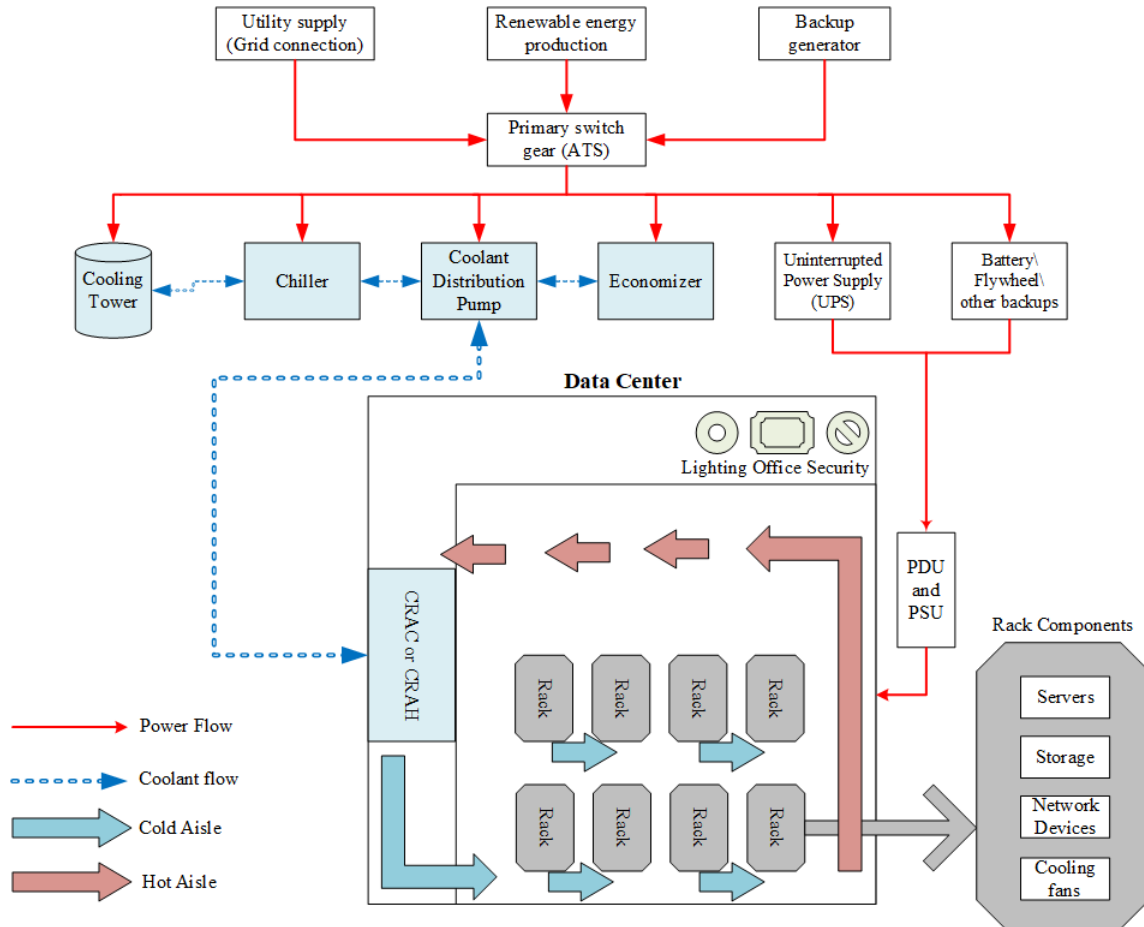 Utility supply
(Grid connection)
Renewable energy
production
Backup
generator
Primary switch
gear (ATS)
Cooling
Tower
Chiller
Coolant
Distribution
Pump
Economizer
Uninterrupted
Power Supply
(UPS)
Battery\
Flywheel\
other backups
Data Center
Lighting Office Security
PDU
and
PSU
CRAC or CRAH
Rack
Rack
Rack
Rack
Rack
Rack
Rack
Rack
Rack Components
Servers
Storage
Network
Devices
Cooling
fans
Power Flow
Coolant flow
Cold Aisle
Hot Aisle